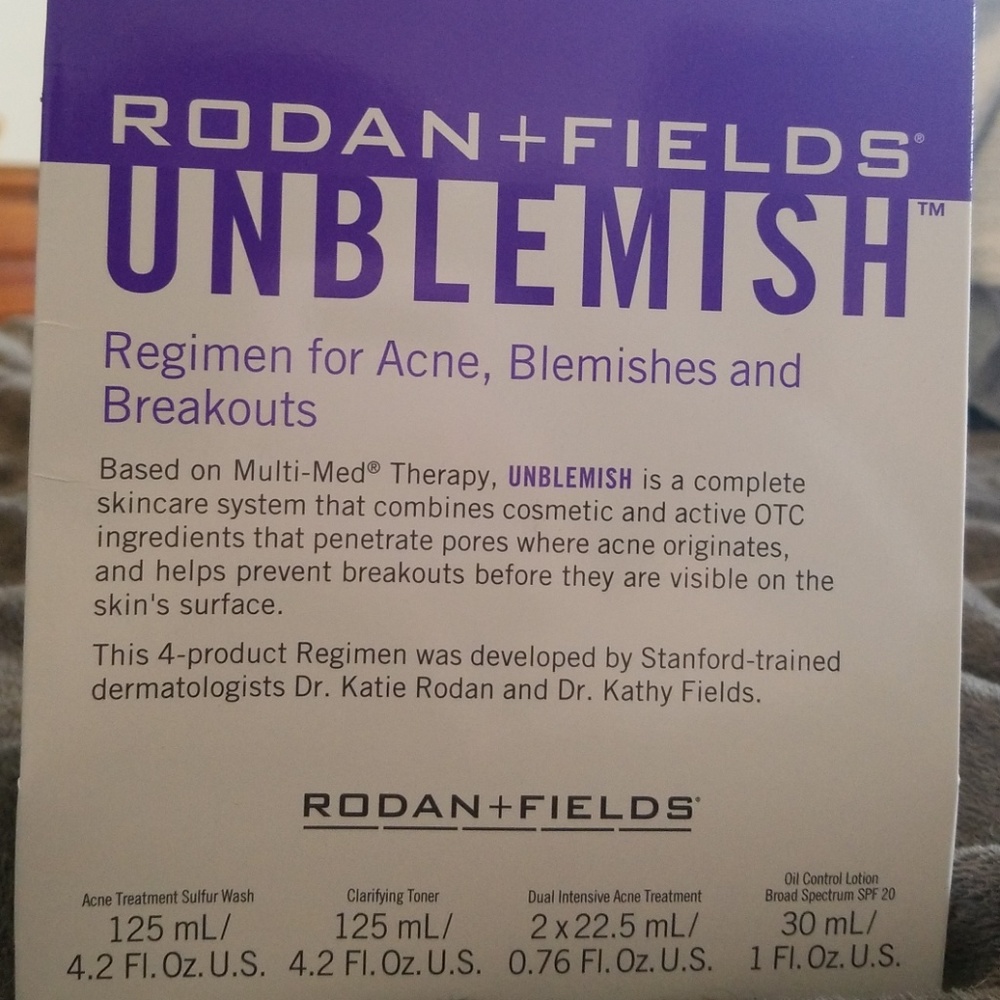 RODAN+FIELDS®
UNBLEMISH™
Regimen for Acne, Blemishes and
Breakouts
Based on Multi-Med® Therapy, UNBLEMISH is a complete
skincare system that combines cosmetic and active OTC
ingredients that penetrate pores where acne originates,
and helps prevent breakouts before they are visible on the
skin's surface.
This 4-product Regimen was developed by Stanford-trained
dermatologists Dr. Katie Rodan and Dr. Kathy Fields.
RODAN+FIELDS®
Acne Treatment Sulfur Wash
125 mL/
4.2 Fl. Oz. U.S.
Clarifying Toner
125 mL/
4.2 Fl. Oz. U.S.
Dual Intensive Acne Treatment
2 x 22.5 mL/
0.76 Fl. Oz. U.S.
Oil Control Lotion
Broad Spectrum SPF 20
30 mL/
1 Fl. Oz. U.S.